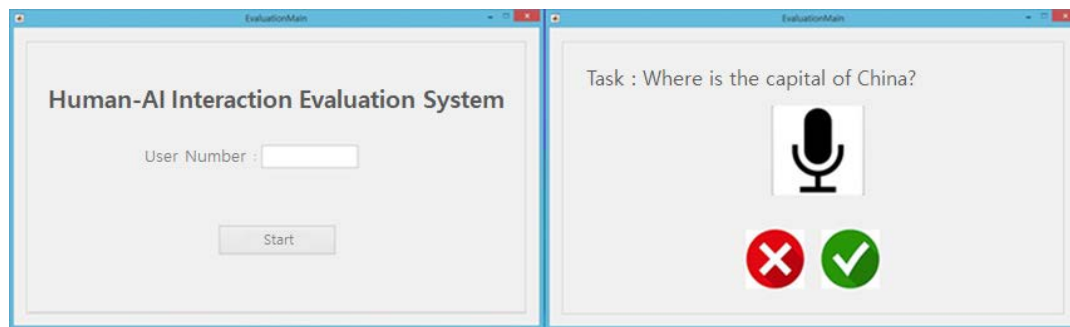 EvaluationMain
Human-AI Interaction Evaluation System
User Number :
Start
EvaluationMain
Task : Where is the capital of China?